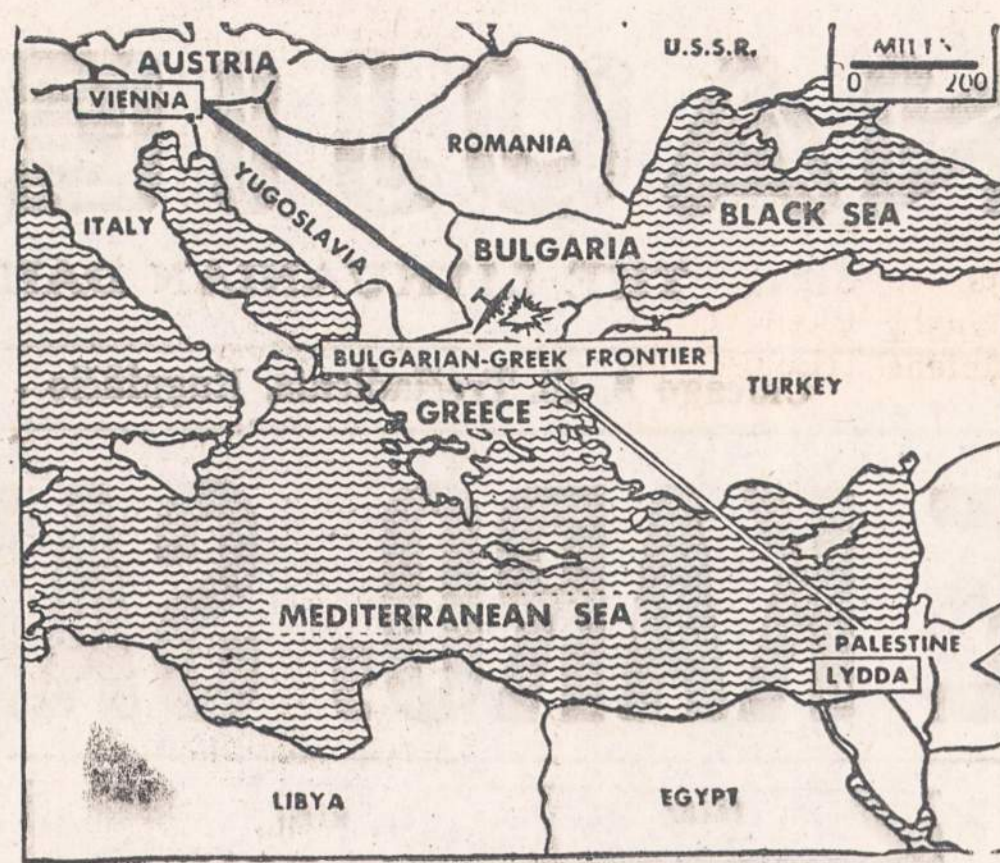 AUSTRIA
U.S.S.R.
MILES
0 200
VIENNA
ROMANIA
YUGOSLAVIA
ITALY
BLACK SEA
BULGARIA
BULGARIAN-GREEK FRONTIER
TURKEY
GREECE
MEDITERRANEAN SEA
PALESTINE
LYDDA
LIBYA
EGYPT